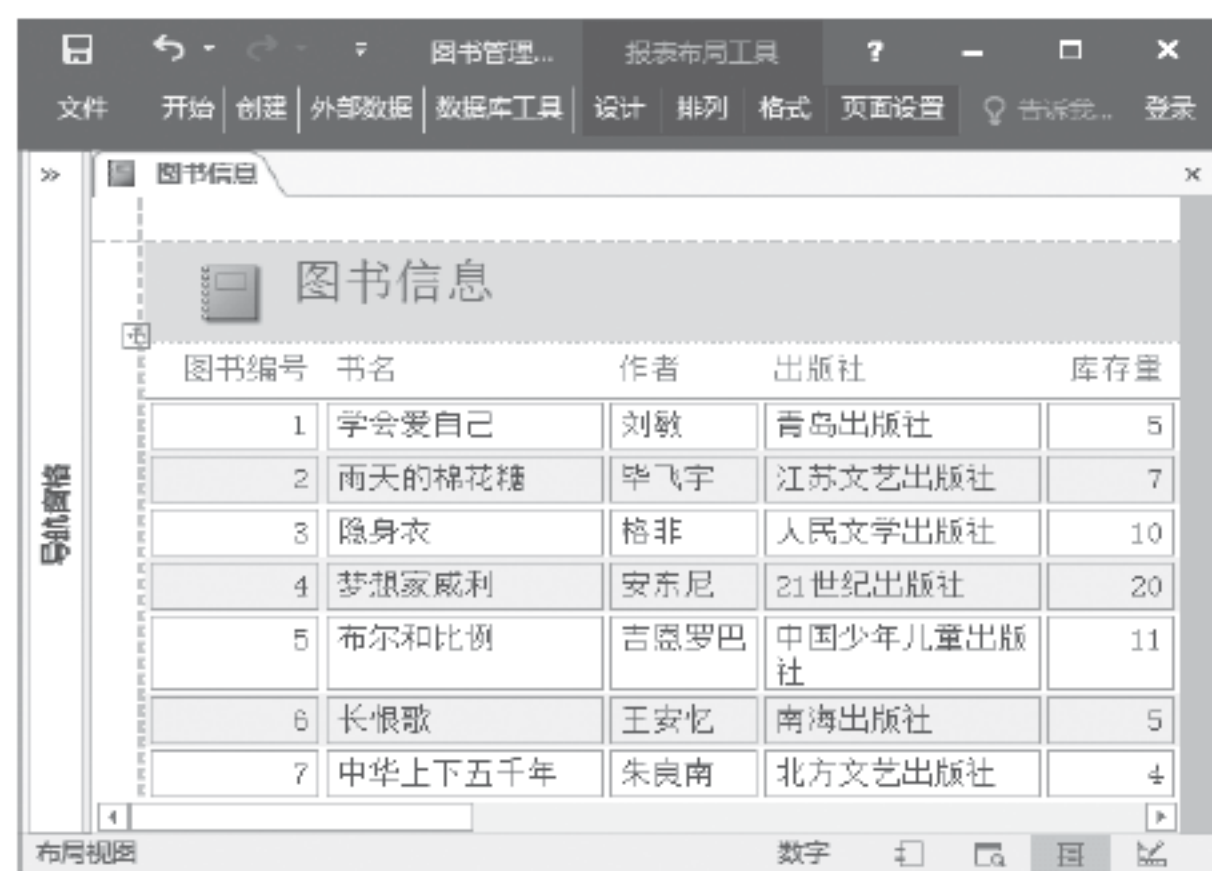 图书管理... 报表布局工具 ?
文件 开始 创建 外部数据 数据库工具 设计 排列 格式 页面设置 告诉我... 登录
图书信息
导航窗格
图书信息
图书编号 书名 作者 出版社 库存量
1 学会爱自己 刘敏 青岛出版社 5
2 雨天的棉花糖 毕飞宇 江苏文艺出版社 7
3 隐身衣 格非 人民文学出版社 10
4 梦想家威利 安东尼 21世纪出版社 20
5 布尔和比例 吉恩罗巴 中国少年儿童出版 11
社
6 长恨歌 王安忆 南海出版社 5
7 中华上下五千年 朱良南 北方文艺出版社 4
布局视图 数字